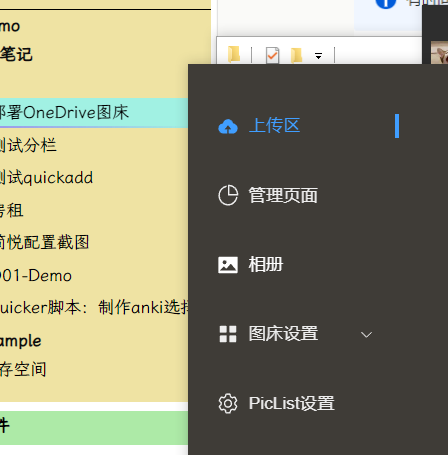 emo
笔记
部署OneDrive图床
测试分栏
测试quickadd
房租
简悦配置截图
001-Demo
quicker脚本：制作anki选择
ample
存空间
件
上传区
管理页面
相册
图床设置
PicList设置